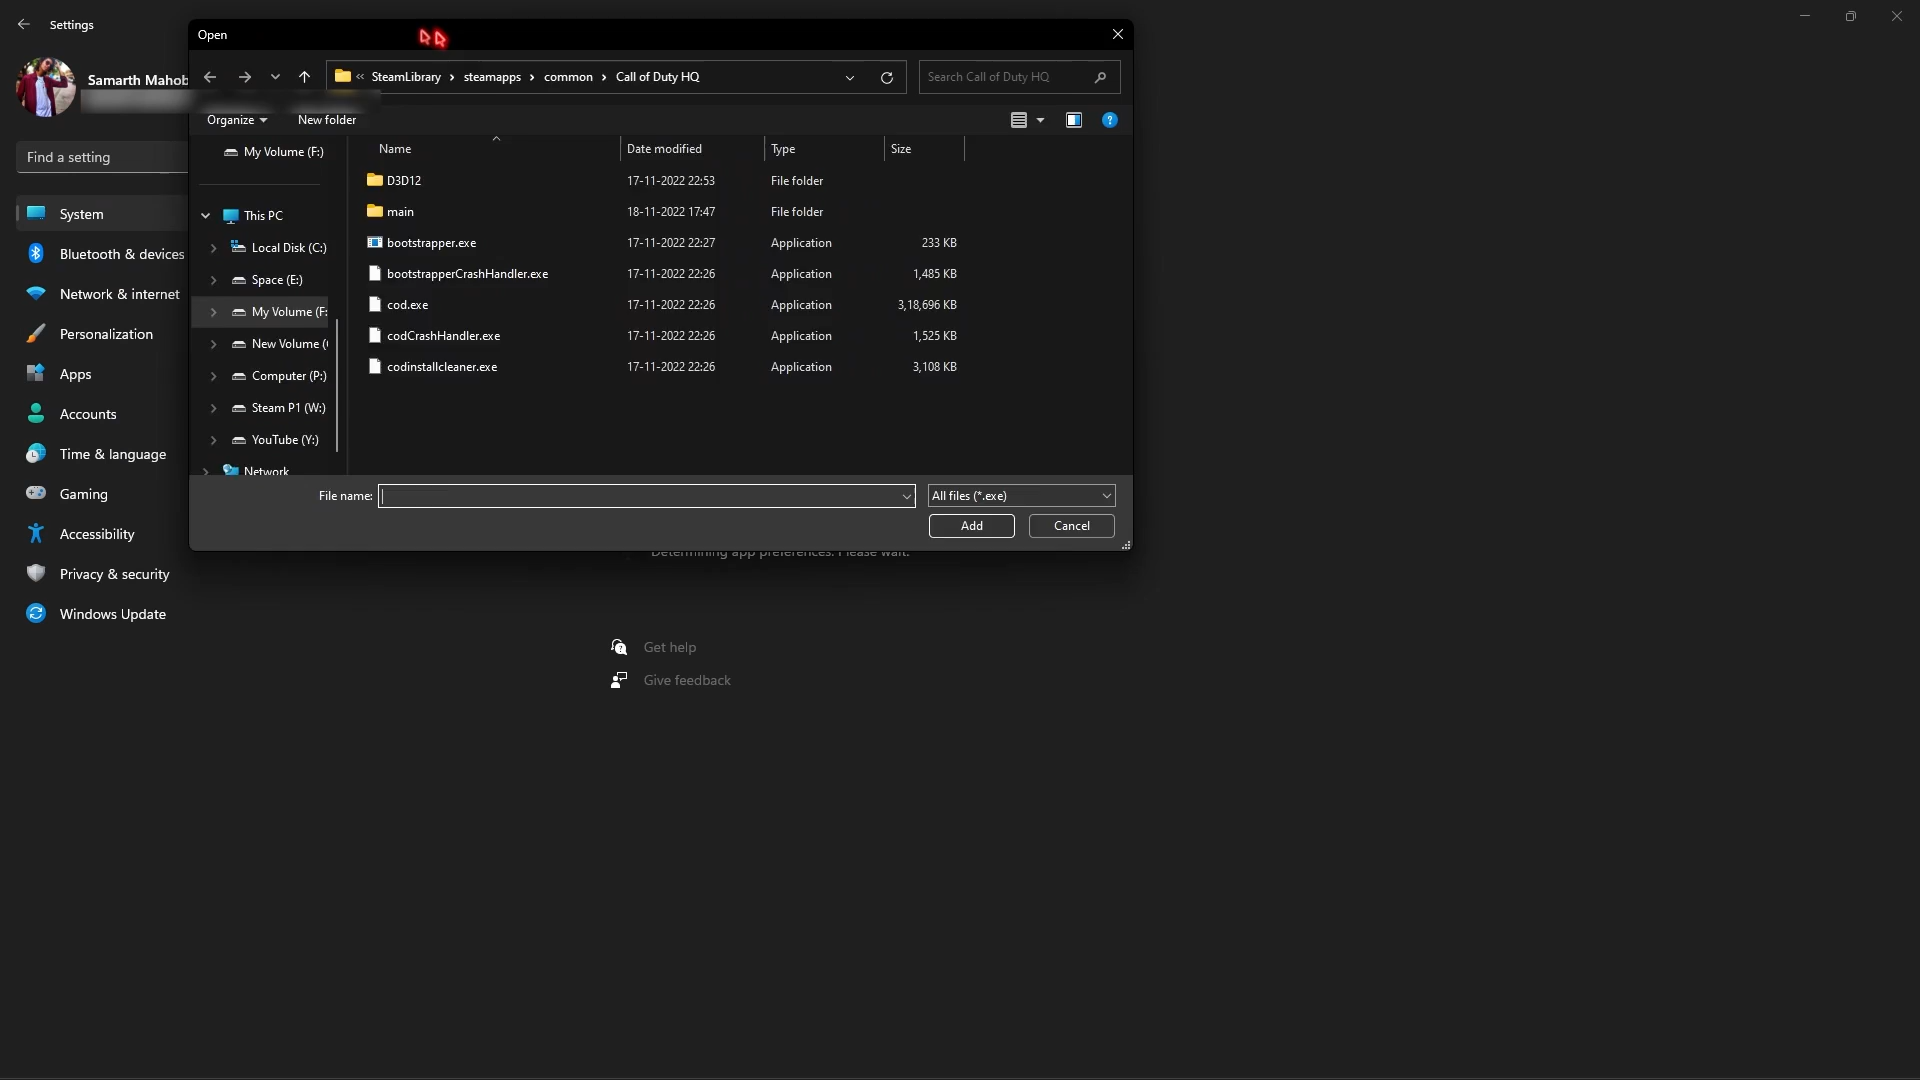 Settings
Samarth Mahob
Find a setting
System
Bluetooth & devices
Network & internet
Personalization
Apps
Accounts
Time & language
Gaming
Accessibility
Privacy & security
Windows Update
Open
« SteamLibrary › steamapps › common › Call of Duty HQ
Search Call of Duty HQ
Organize
New folder
My Volume (F:)
This PC
Local Disk (C:)
Space (E:)
My Volume (F:
New Volume (
Computer (P:)
Steam P1 (W:)
YouTube (Y:)
Network
Name Date modified Type Size
D3D12 17-11-2022 22:53 File folder
main 18-11-2022 17:47 File folder
bootstrapper.exe 17-11-2022 22:27 Application 233 KB
bootstrapperCrashHandler.exe 17-11-2022 22:26 Application 1,485 KB
cod.exe 17-11-2022 22:26 Application 3,18,696 KB
codCrashHandler.exe 17-11-2022 22:26 Application 1,525 KB
codinstallcleaner.exe 17-11-2022 22:26 Application 3,108 KB
File name:
All files (*.exe)
Add
Cancel
Determining app preferences. Please wait.
Get help
Give feedback